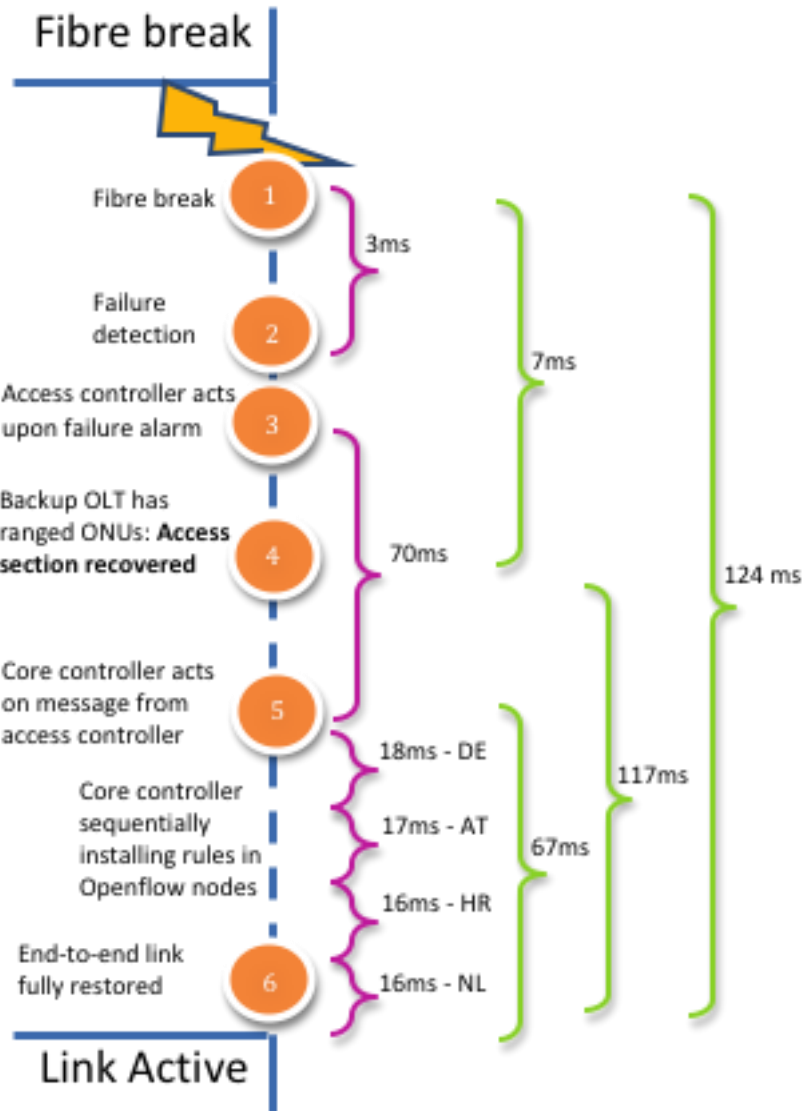 Fibre break
Fibre break
1
3ms
Failure
detection
2
7ms
Access controller acts
upon failure alarm
3
Backup OLT has
ranged ONUs: Access
section recovered
4
70ms
124 ms
Core controller acts
on message from
access controller
5
18ms - DE
117ms
Core controller
sequentially
installing rules in
Openflow nodes
17ms - AT
67ms
16ms - HR
End-to-end link
fully restored
6
16ms - NL
Link Active